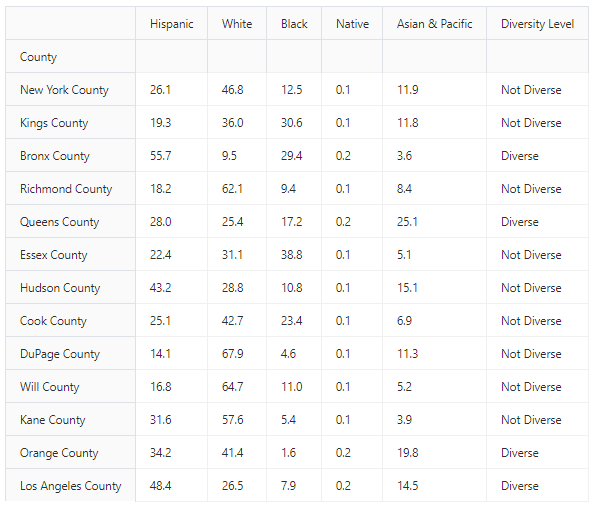 Hispanic White Black Native Asian & Pacific Diversity Level
County
New York County 26.1 46.8 12.5 0.1 11.9 Not Diverse
Kings County 19.3 36.0 30.6 0.1 11.8 Not Diverse
Bronx County 55.7 9.5 29.4 0.2 3.6 Diverse
Richmond County 18.2 62.1 9.4 0.1 8.4 Not Diverse
Queens County 28.0 25.4 17.2 0.2 25.1 Diverse
Essex County 22.4 31.1 38.8 0.1 5.1 Not Diverse
Hudson County 43.2 28.8 10.8 0.1 15.1 Not Diverse
Cook County 25.1 42.7 23.4 0.1 6.9 Not Diverse
DuPage County 14.1 67.9 4.6 0.1 11.3 Not Diverse
Will County 16.8 64.7 11.0 0.1 5.2 Not Diverse
Kane County 31.6 57.6 5.4 0.1 3.9 Not Diverse
Orange County 34.2 41.4 1.6 0.2 19.8 Diverse
Los Angeles County 48.4 26.5 7.9 0.2 14.5 Diverse